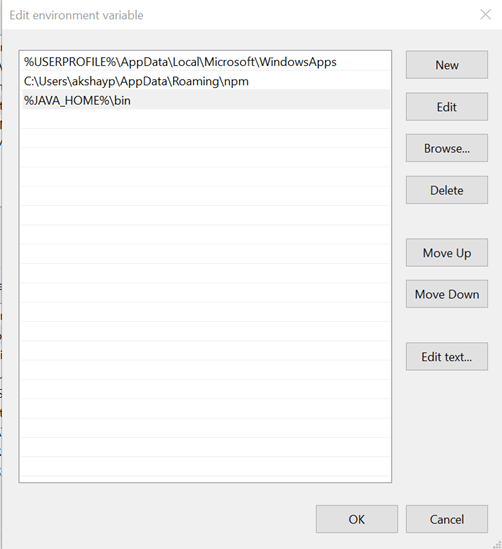 Edit environment variable
%USERPROFILE%\AppData\Local\Microsoft\WindowsApps
C:\Users\akshayp\AppData\Roaming\npm
%JAVA_HOME%\bin
New
Edit
Browse...
Delete
Move Up
Move Down
Edit text...
OK
Cancel